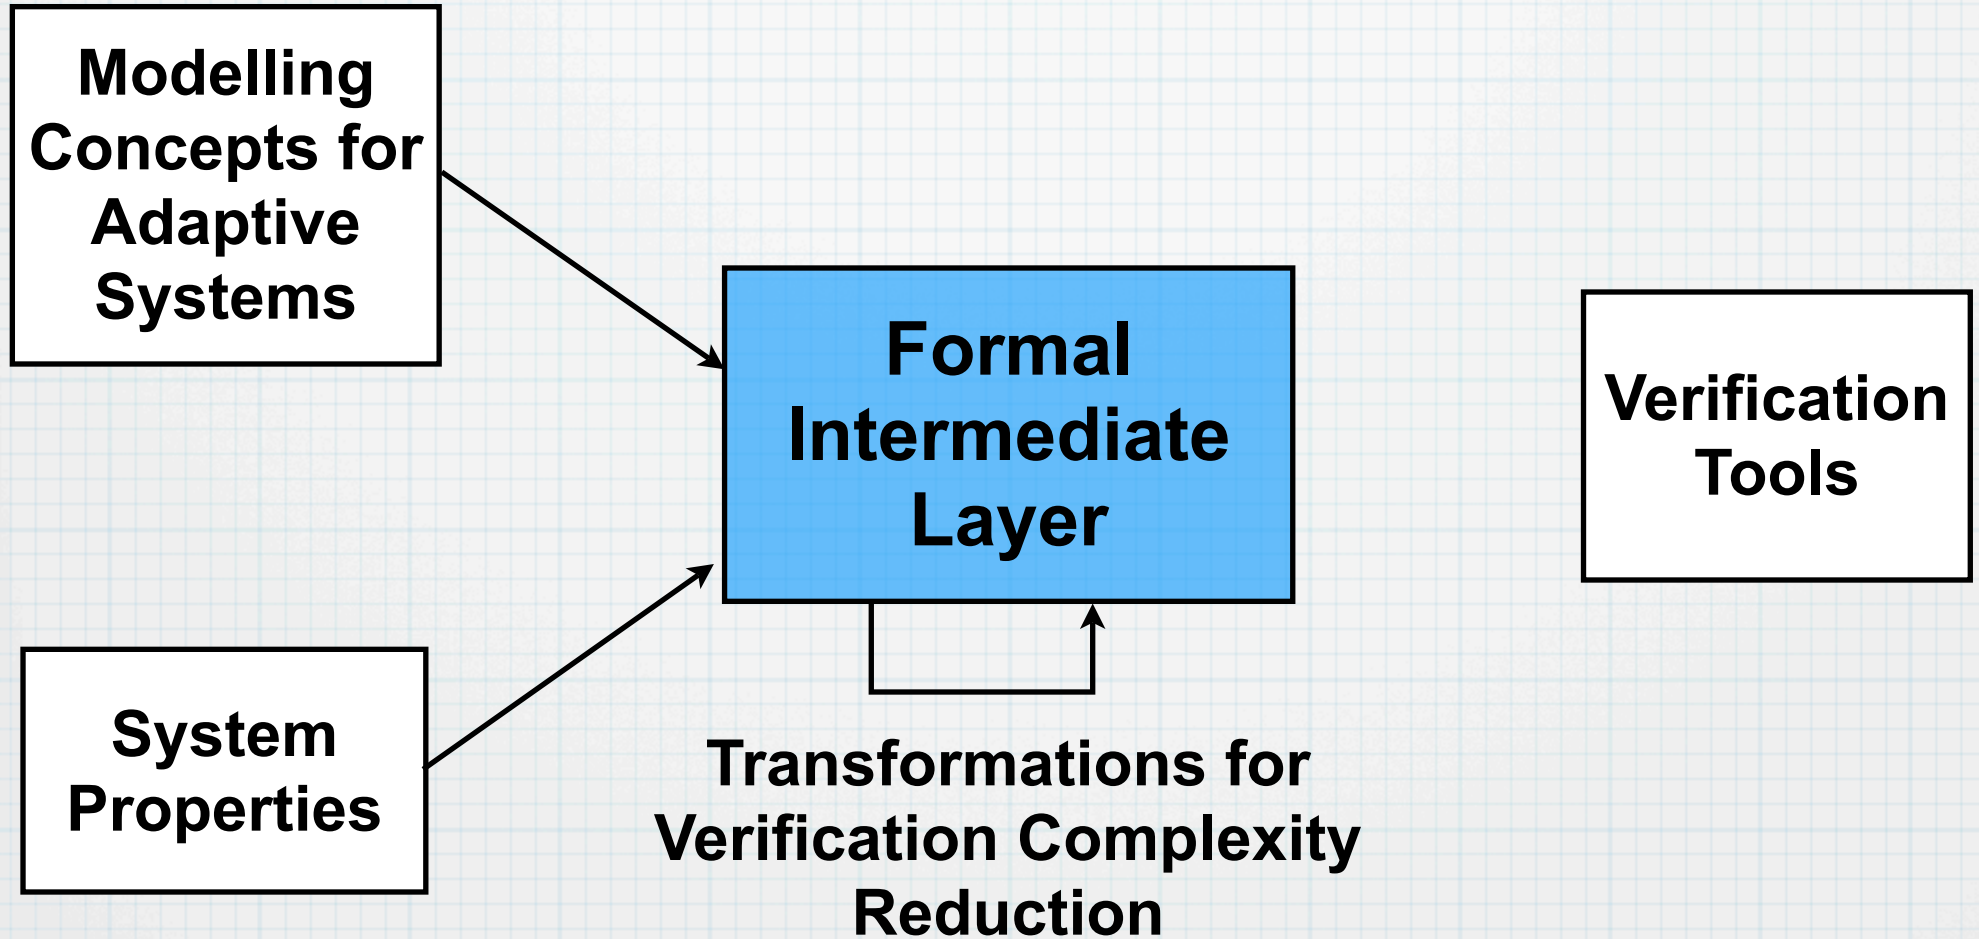 Modelling
Concepts for
Adaptive
Systems
Formal
Intermediate
Layer
Verification
Tools
System
Properties
Transformations for
Verification Complexity
Reduction